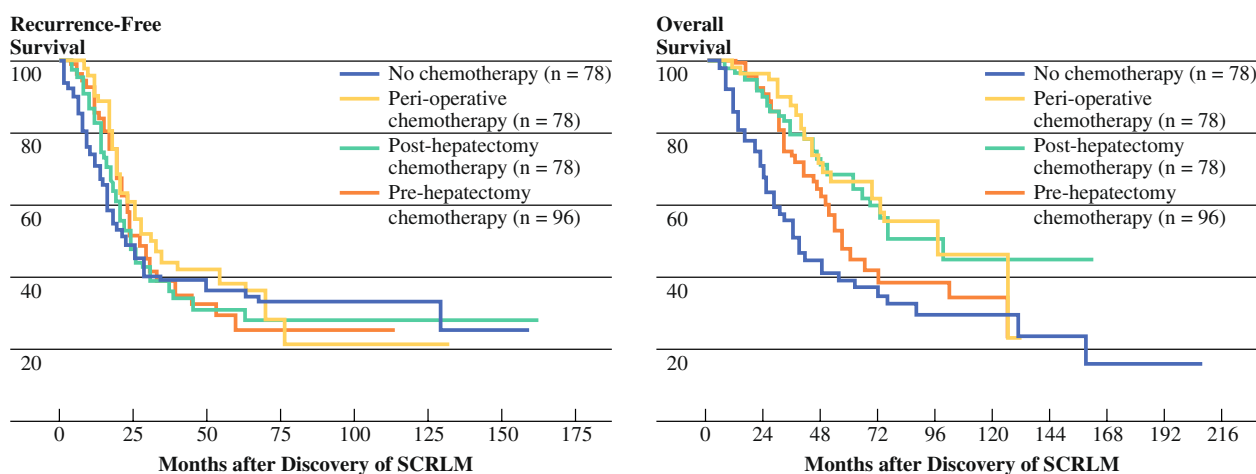 Recurrence-Free
Survival
100
80
60
40
20
No chemotherapy (n = 78)
Peri-operative
chemotherapy (n = 78)
Post-hepatectomy
chemotherapy (n = 78)
Pre-hepatectomy
chemotherapy (n = 96)
0 25 50 75 100 125 150 175
Months after Discovery of SCRLM
Overall
Survival
100
80
60
40
20
No chemotherapy (n = 78)
Peri-operative
chemotherapy (n = 78)
Post-hepatectomy
chemotherapy (n = 78)
Pre-hepatectomy
chemotherapy (n = 96)
0 24 48 72 96 120 144 168 192 216
Months after Discovery of SCRLM